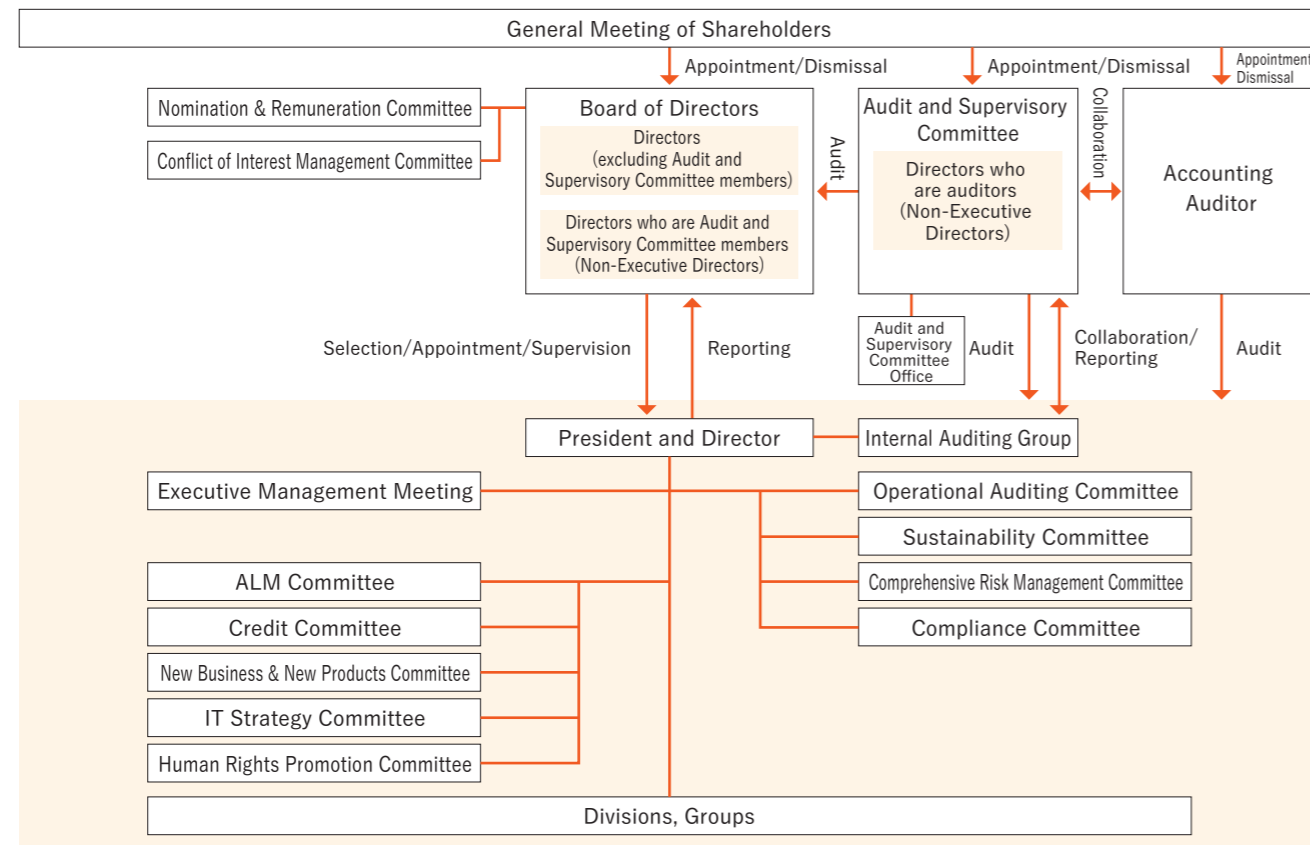 General Meeting of Shareholders
Appointment/Dismissal
Appointment/Dismissal
Appointment/
Dismissal
Nomination & Remuneration Committee
Conflict of Interest Management Committee
Board of Directors
Directors
(excluding Audit and
Supervisory Committee members)
Directors who are Audit and
Supervisory Committee members
(Non-Executive Directors)
Audit
Audit and Supervisory
Committee
Directors who
are auditors
(Non-Executive
Directors)
Collaboration
Accounting
Auditor
Selection/Appointment/Supervision
Reporting
Audit and
Supervisory
Committee
Office
Audit
Collaboration/
Reporting
Audit
President and Director
Internal Auditing Group
Executive Management Meeting
Operational Auditing Committee
Sustainability Committee
ALM Committee
Comprehensive Risk Management Committee
Credit Committee
Compliance Committee
New Business & New Products Committee
IT Strategy Committee
Human Rights Promotion Committee
Divisions, Groups